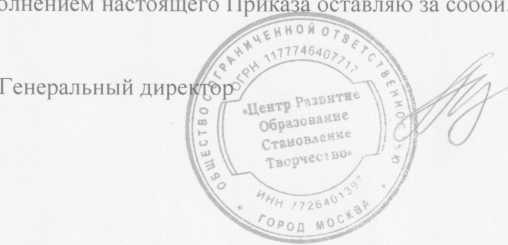 олнением настоящего Приказа оставляю за собой.
Генеральный директор
ОБЩЕСТВО С ОГРАНИЧЕННОЙ ОТВЕТСТВЕННОСТЬЮ
ОГРН 1177746407717
«Центр Развитие
Образование
Становление
Творчество»
ИНН
ГОРОД МОСКВА